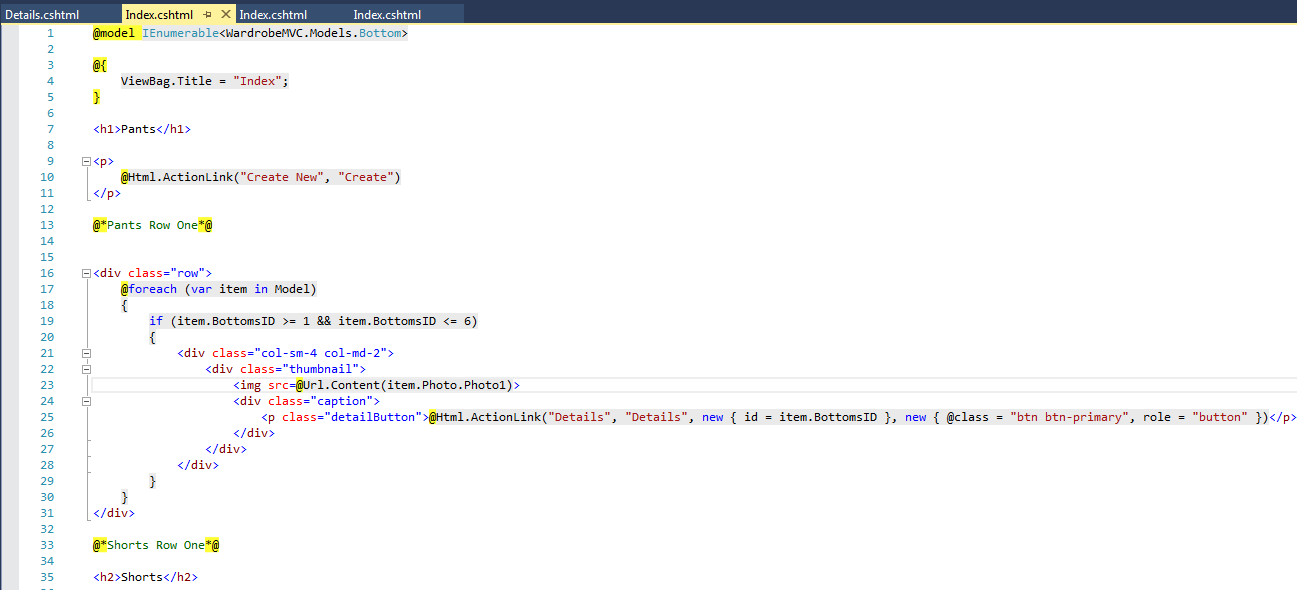 Details.cshtml Index.cshtml Index.cshtml Index.cshtml
1 @model IEnumerable<WardrobeMVC.Models.Bottom>
2
3 @{
4 ViewBag.Title = "Index";
5 }
6
7 <h1>Pants</h1>
8
9 <p>
10 @Html.ActionLink("Create New", "Create")
11 </p>
12
13 @*Pants Row One*@
14
15
16 <div class="row">
17 @foreach (var item in Model)
18 {
19 if (item.BottomsID >= 1 && item.BottomsID <= 6)
20 {
21 <div class="col-sm-4 col-md-2">
22 <div class="thumbnail">
23 <img src=@Url.Content(item.Photo.Photo1)>
24 <div class="caption">
25 <p class="detailButton">@Html.ActionLink("Details", "Details", new { id = item.BottomsID }, new { @class = "btn btn-primary", role = "button" })</p>
26 </div>
27 </div>
28 </div>
29 }
30 }
31 </div>
32
33 @*Shorts Row One*@
34
35 <h2>Shorts</h2>